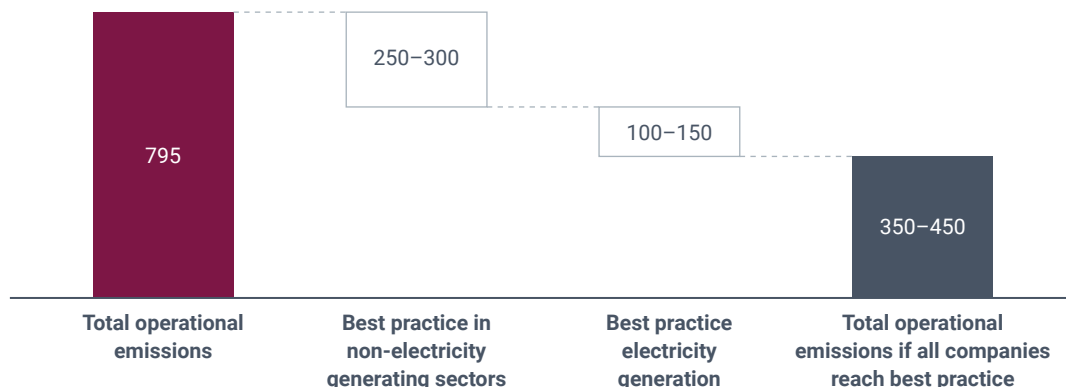 250–300
100–150
795
350–450
Total operational
emissions
Best practice in
non-electricity
generating sectors
Best practice
electricity
generation
Total operational
emissions if all companies
reach best practice